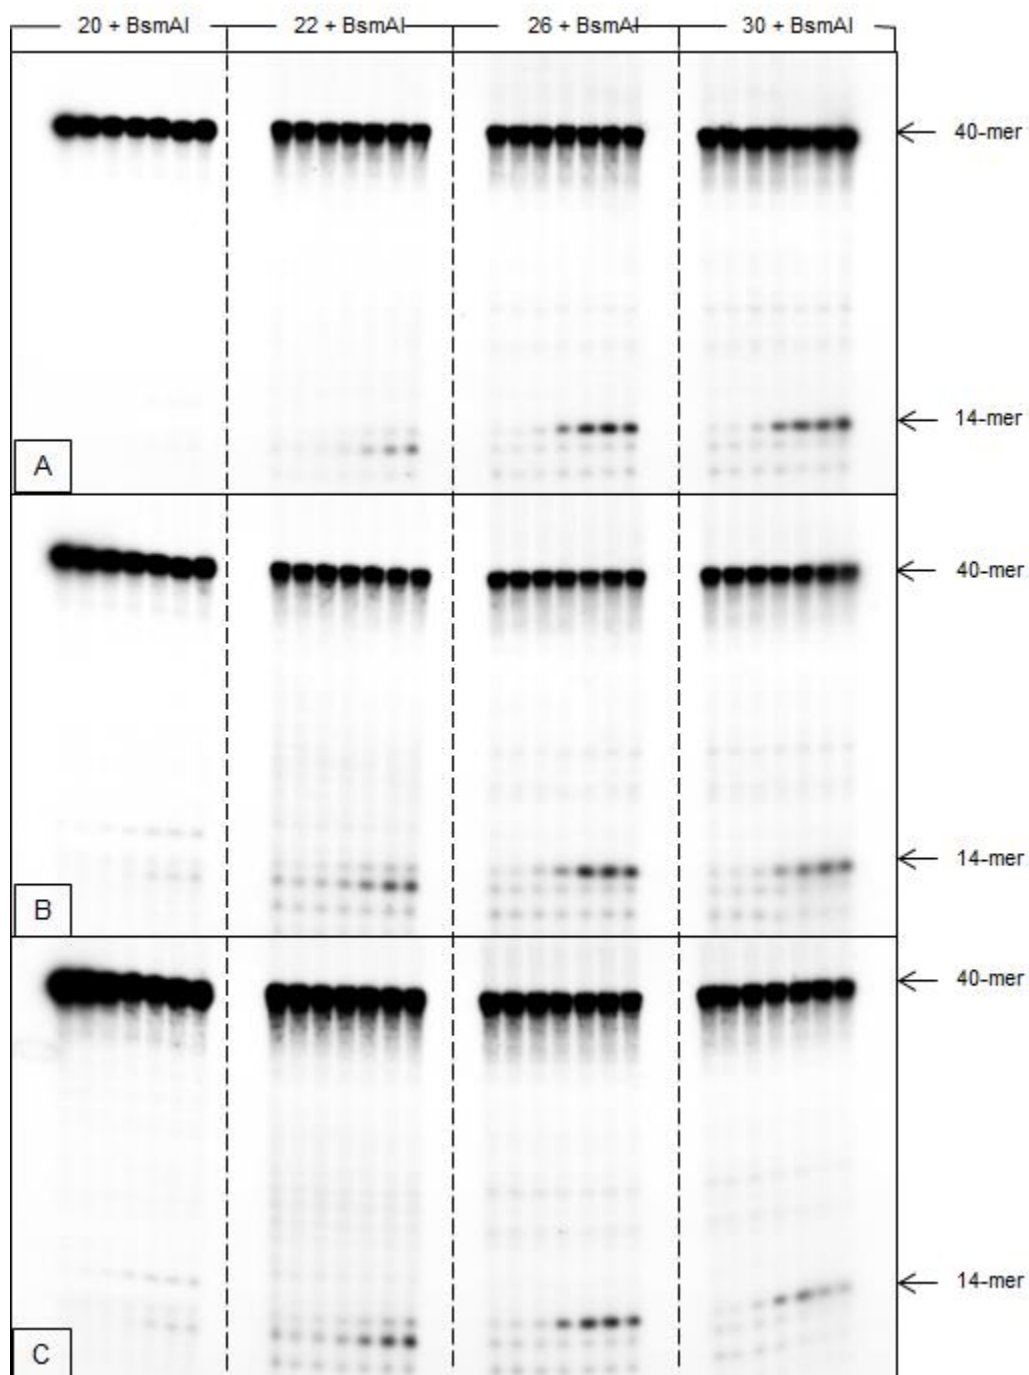 20 + BsmAI 22 + BsmAI 26 + BsmAI 30 + BsmAI
40-mer
14-mer
A
40-mer
14-mer
B
40-mer
14-mer
C